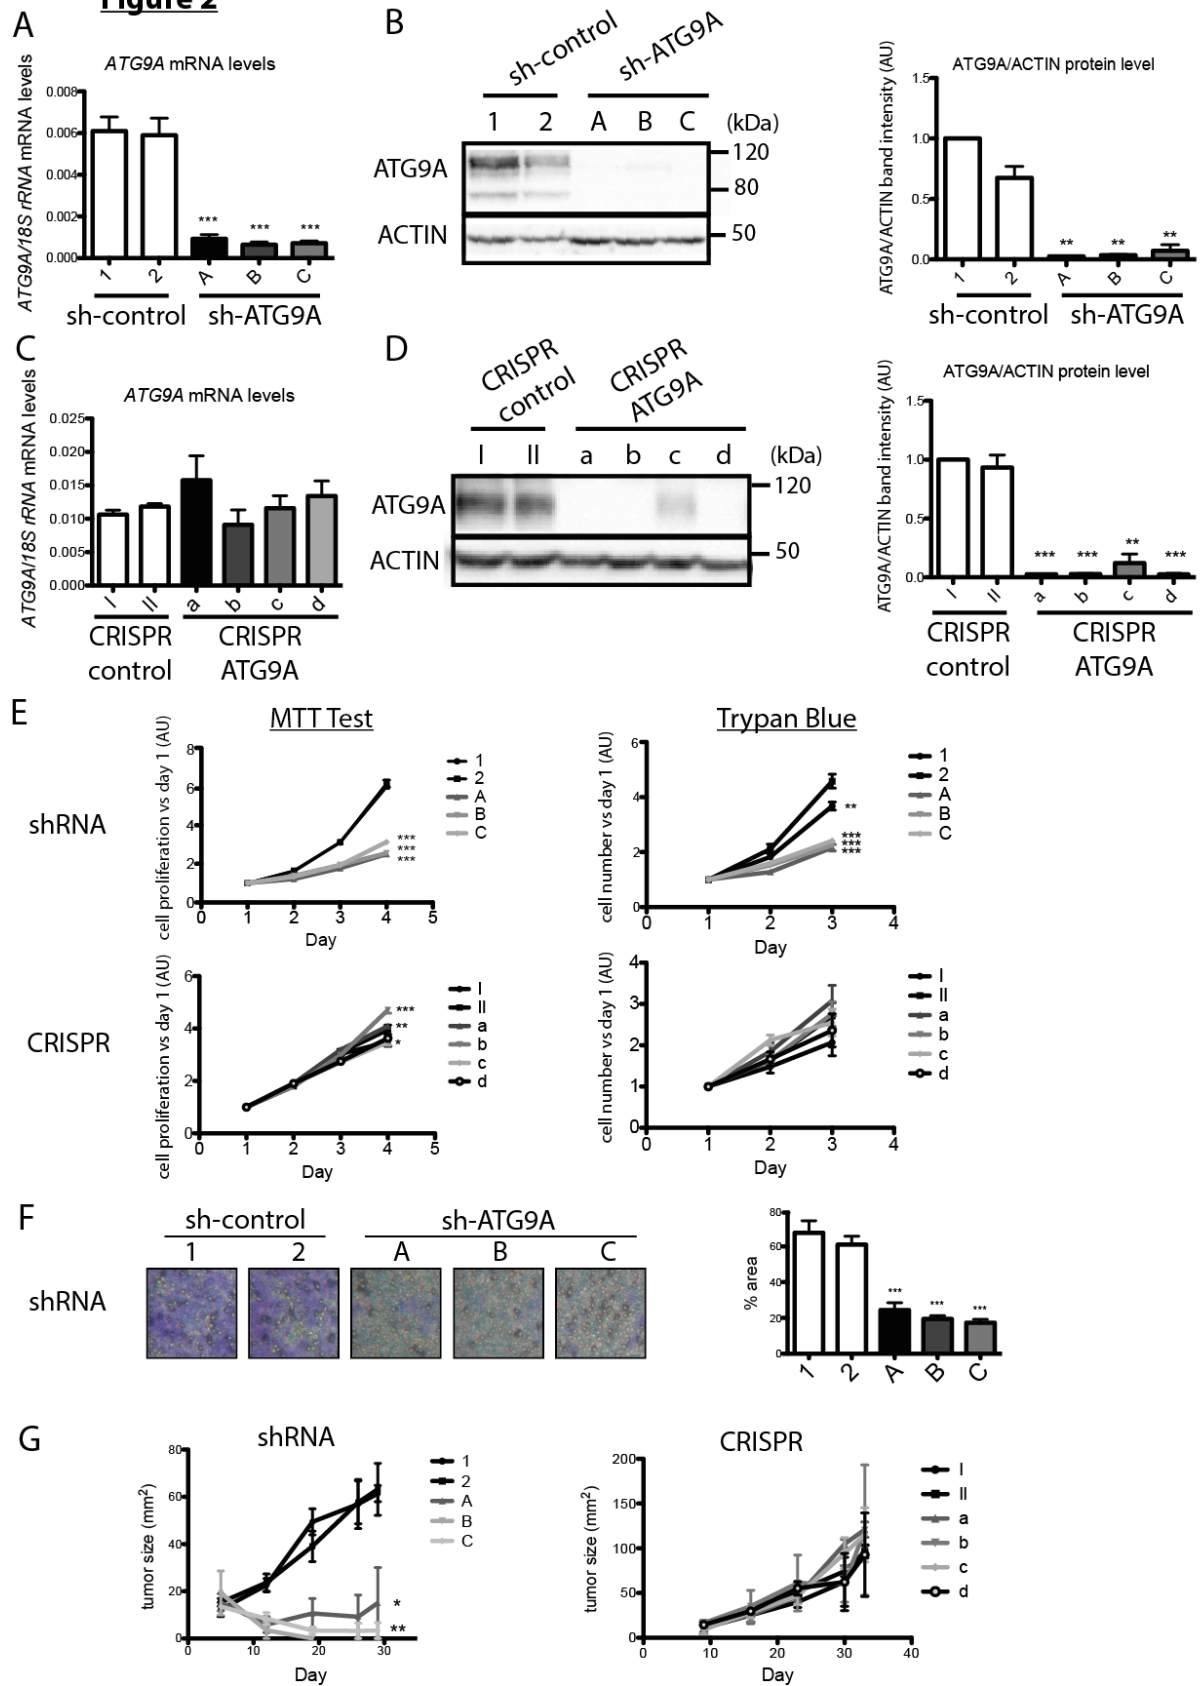 Figure 2
A
ATG9A mRNA levels
ATG9A/18S rRNA mRNA levels
0.008
0.006
0.004
0.002
0.000
*** *** ***
1 2 A B C
sh-control sh-ATG9A
B
sh-control sh-ATG9A
1 2 A B C (kDa)
ATG9A
120
80
ACTIN
50
ATG9A/ACTIN protein level
ATG9A/ACTIN band intensity (AU)
1.5
1.0
0.5
0.0
** ** **
1 2 A B C
sh-control sh-ATG9A
C
ATG9A mRNA levels
ATG9A/18S rRNA mRNA levels
0.025
0.020
0.015
0.010
0.005
0.000
I II a b c d
CRISPR CRISPR
control ATG9A
D
CRISPR control
CRISPR ATG9A
I II a b c d (kDa)
ATG9A
120
ACTIN
50
ATG9A/ACTIN protein level
ATG9A/ACTIN band intensity (AU)
1.5
1.0
0.5
0.0
*** *** ** ***
I II a b c d
CRISPR CRISPR
control ATG9A
E
MTT Test
Trypan Blue
shRNA
cell proliferation vs day 1 (AU)
8
6
4
2
0
0 1 2 3 4 5
Day
***
***
***
1
2
A
B
C
cell number vs day 1 (AU)
6
4
2
0
0 1 2 3 4
Day
**
***
***
***
1
2
A
B
C
CRISPR
cell proliferation vs day 1 (AU)
6
4
2
0
0 1 2 3 4 5
Day
***
**
*
I
II
a
b
c
d
cell number vs day 1 (AU)
4
3
2
1
0
0 1 2 3 4
Day
I
II
a
b
c
d
F
sh-control sh-ATG9A
1 2 A B C
shRNA
% area
80
60
40
20
0
*** *** ***
1 2 A B C
G
shRNA
tumor size (mm²)
80
60
40
20
0
0 10 20 30
Day
*
**
1
2
A
B
C
CRISPR
tumor size (mm²)
200
150
100
50
0
0 10 20 30 40
Day
I
II
a
b
c
d